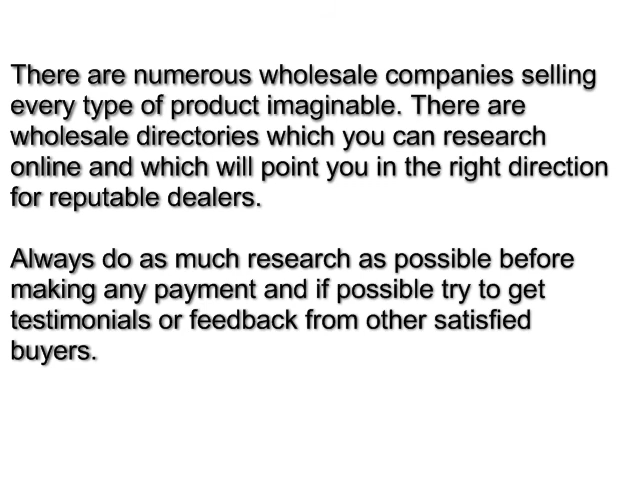 There are numerous wholesale companies selling
every type of product imaginable. There are
wholesale directories which you can research
online and which will point you in the right direction
for reputable dealers.
Always do as much research as possible before
making any payment and if possible try to get
testimonials or feedback from other satisfied
buyers.